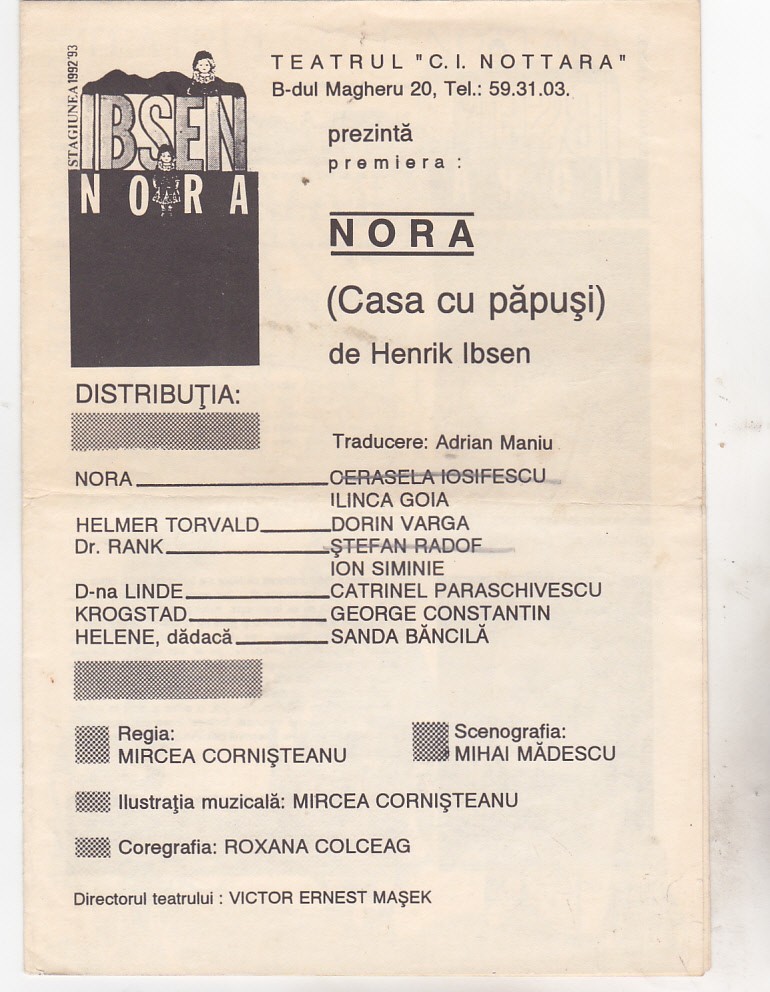 STAGIUNEA 1992'93
IBSEN
NORA
TEATRUL "C.I. NOTTARA"
B-dul Magheru 20, Tel.: 59.31.03.
prezintă
premiera :
NORA
(Casa cu păpuşi)
de Henrik Ibsen
DISTRIBUŢIA:
Traducere: Adrian Maniu
NORA CERASELA IOSIFESCU
ILINCA GOIA
HELMER TORVALD DORIN VARGA
Dr. RANK ŞTEFAN RADOF
ION SIMINIE
D-na LINDE CATRINEL PARASCHIVESCU
KROGSTAD GEORGE CONSTANTIN
HELENE, dădacă SANDA BĂNCILĂ
Regia:
MIRCEA CORNIŞTEANU
Scenografia:
MIHAI MĂDESCU
Ilustraţia muzicală: MIRCEA CORNIŞTEANU
Coregrafia: ROXANA COLCEAG
Directorul teatrului : VICTOR ERNEST MAŞEK